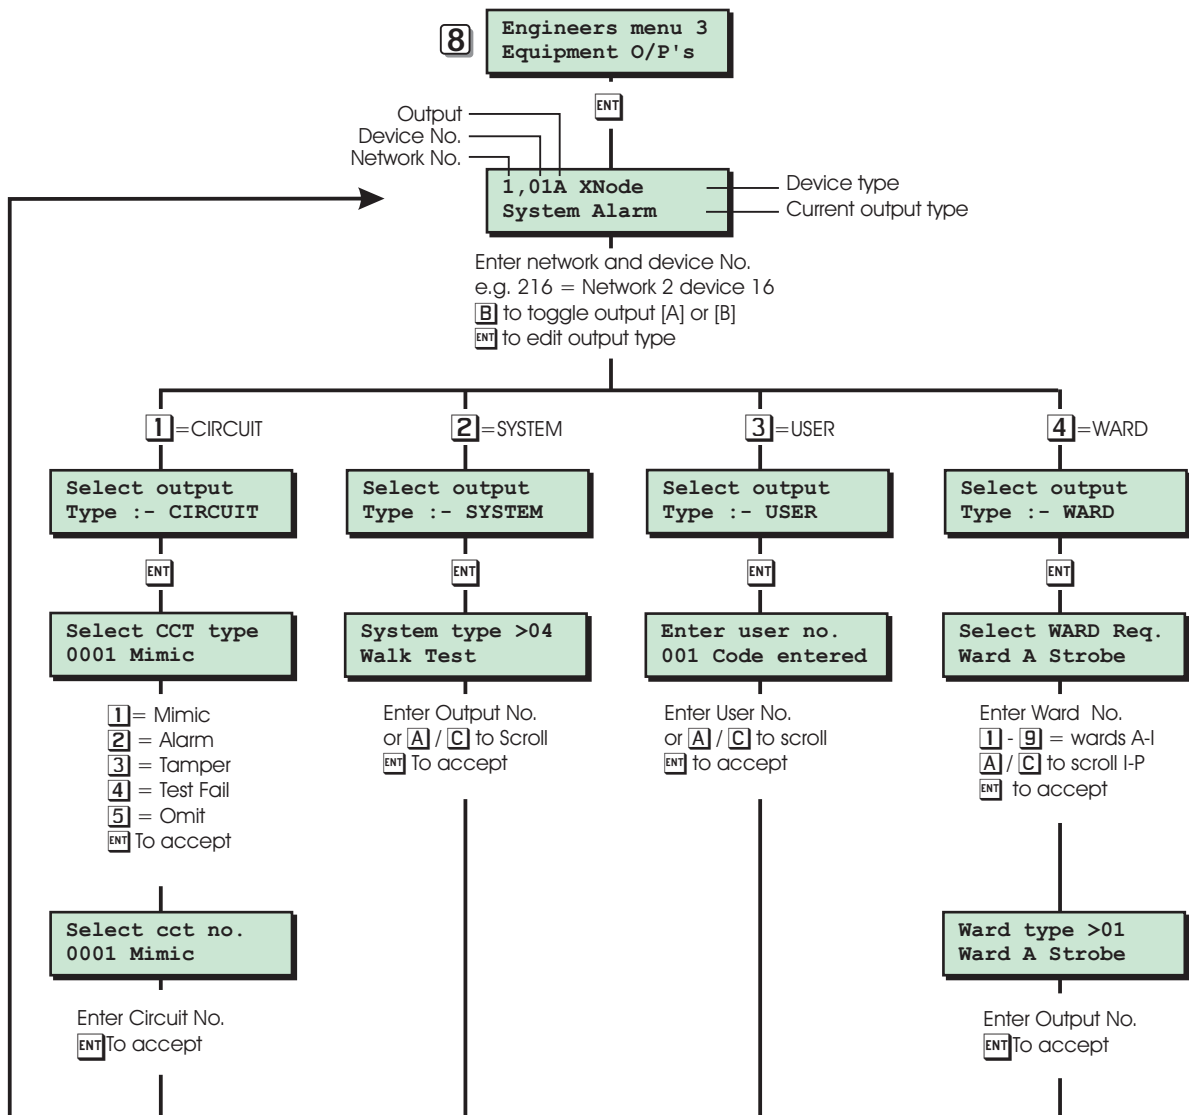 8
Engineers menu 3
Equipment O/P's
ENT
Output
Device No.
Network No.
1,01A XNode
System Alarm
Device type
Current output type
Enter network and device No.
e.g. 216 = Network 2 device 16
B to toggle output [A] or [B]
ENT to edit output type
1 =CIRCUIT
Select output
Type :- CIRCUIT
ENT
Select CCT type
0001 Mimic
1 = Mimic
2 = Alarm
3 = Tamper
4 = Test Fail
5 = Omit
ENT To accept
Select cct no.
0001 Mimic
Enter Circuit No.
ENT To accept
2 =SYSTEM
Select output
Type :- SYSTEM
ENT
System type >04
Walk Test
Enter Output No.
or A / C to Scroll
ENT To accept
3 =USER
Select output
Type :- USER
ENT
Enter user no.
001 Code entered
Enter User No.
or A / C to scroll
ENT to accept
4 =WARD
Select output
Type :- WARD
ENT
Select WARD Req.
Ward A Strobe
Enter Ward No.
1 - 9 = wards A-I
A / C to scroll I-P
ENT to accept
Ward type >01
Ward A Strobe
Enter Output No.
ENT To accept